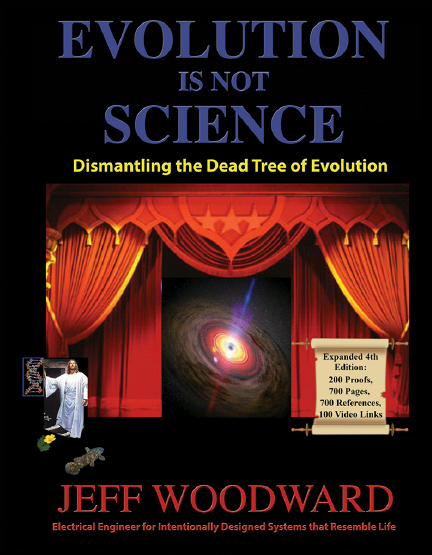 EVOLUTION
IS NOT
SCIENCE
Dismantling the Dead Tree of Evolution
Expanded 4th
Edition:
200 Proofs,
700 Pages,
700 References,
100 Video Links
JEFF WOODWARD
Electrical Engineer for Intentionally Designed Systems that Resemble Life